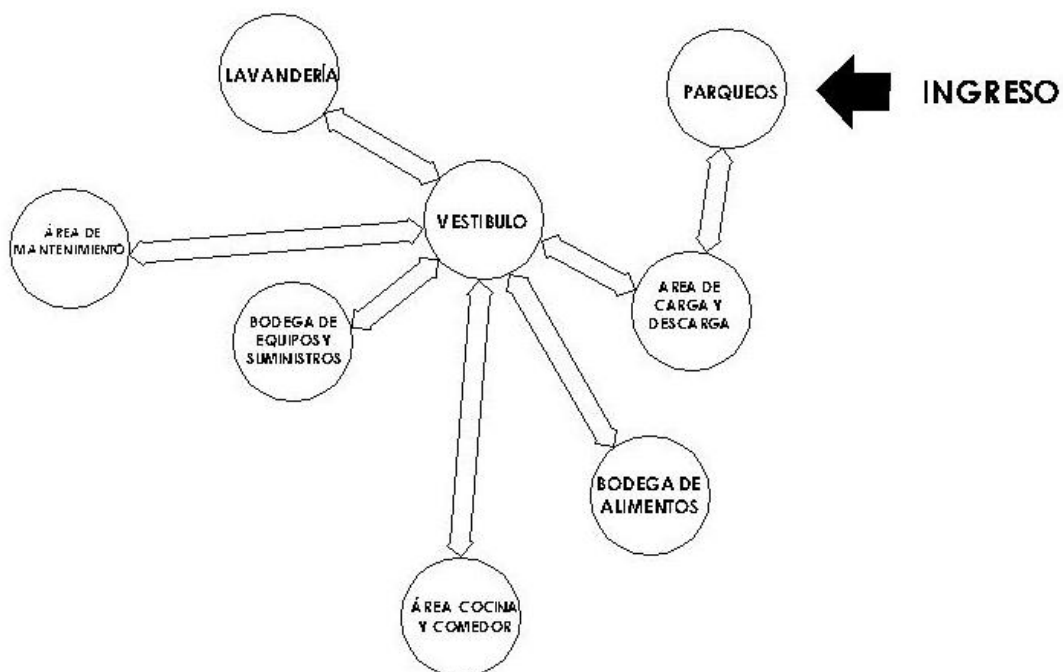 LAVANDERÍA
PARQUEOS
INGRESO
VESTIBULO
ÁREA DE
MANTENIMIENTO
AREA DE
CARGA Y
DESCARGA
BODEGA DE
EQUIPOS Y
SUMINISTROS
BODEGA DE
ALIMENTOS
ÁREA COCINA
Y COMEDOR